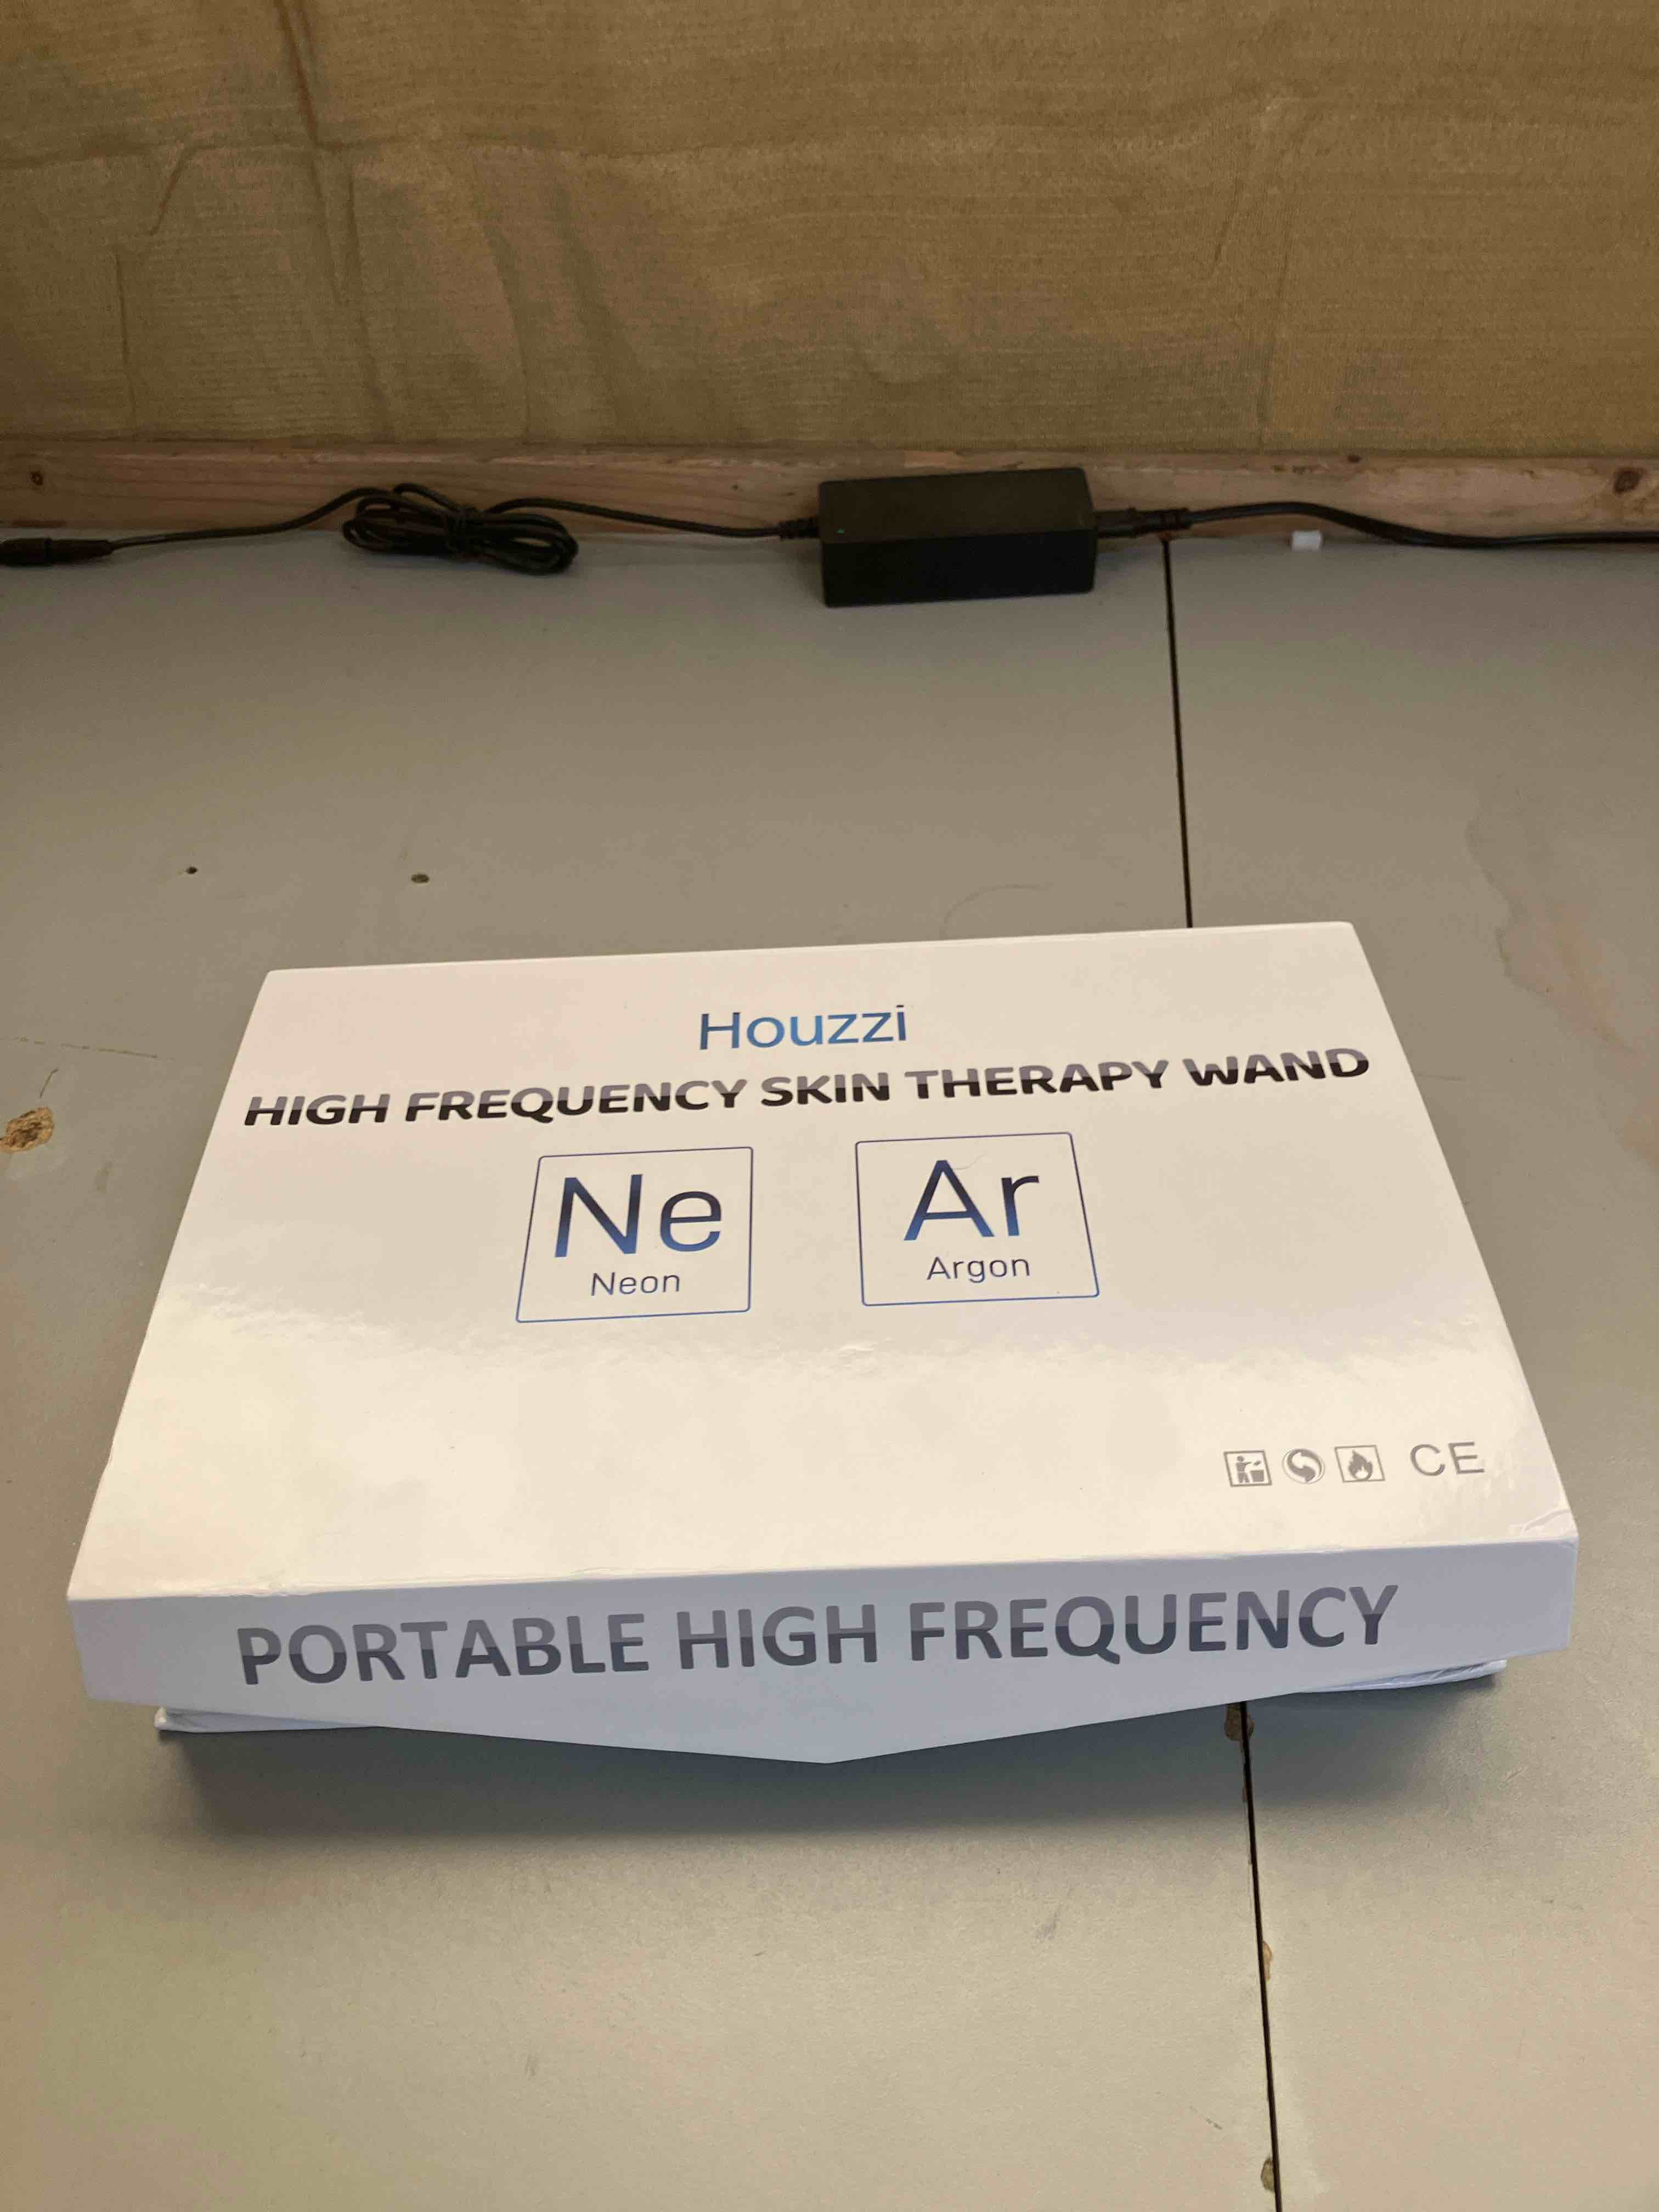 Houzzi
HIGH FREQUENCY SKIN THERAPY WAND
Ne
Neon
Ar
Argon
CE
PORTABLE HIGH FREQUENCY